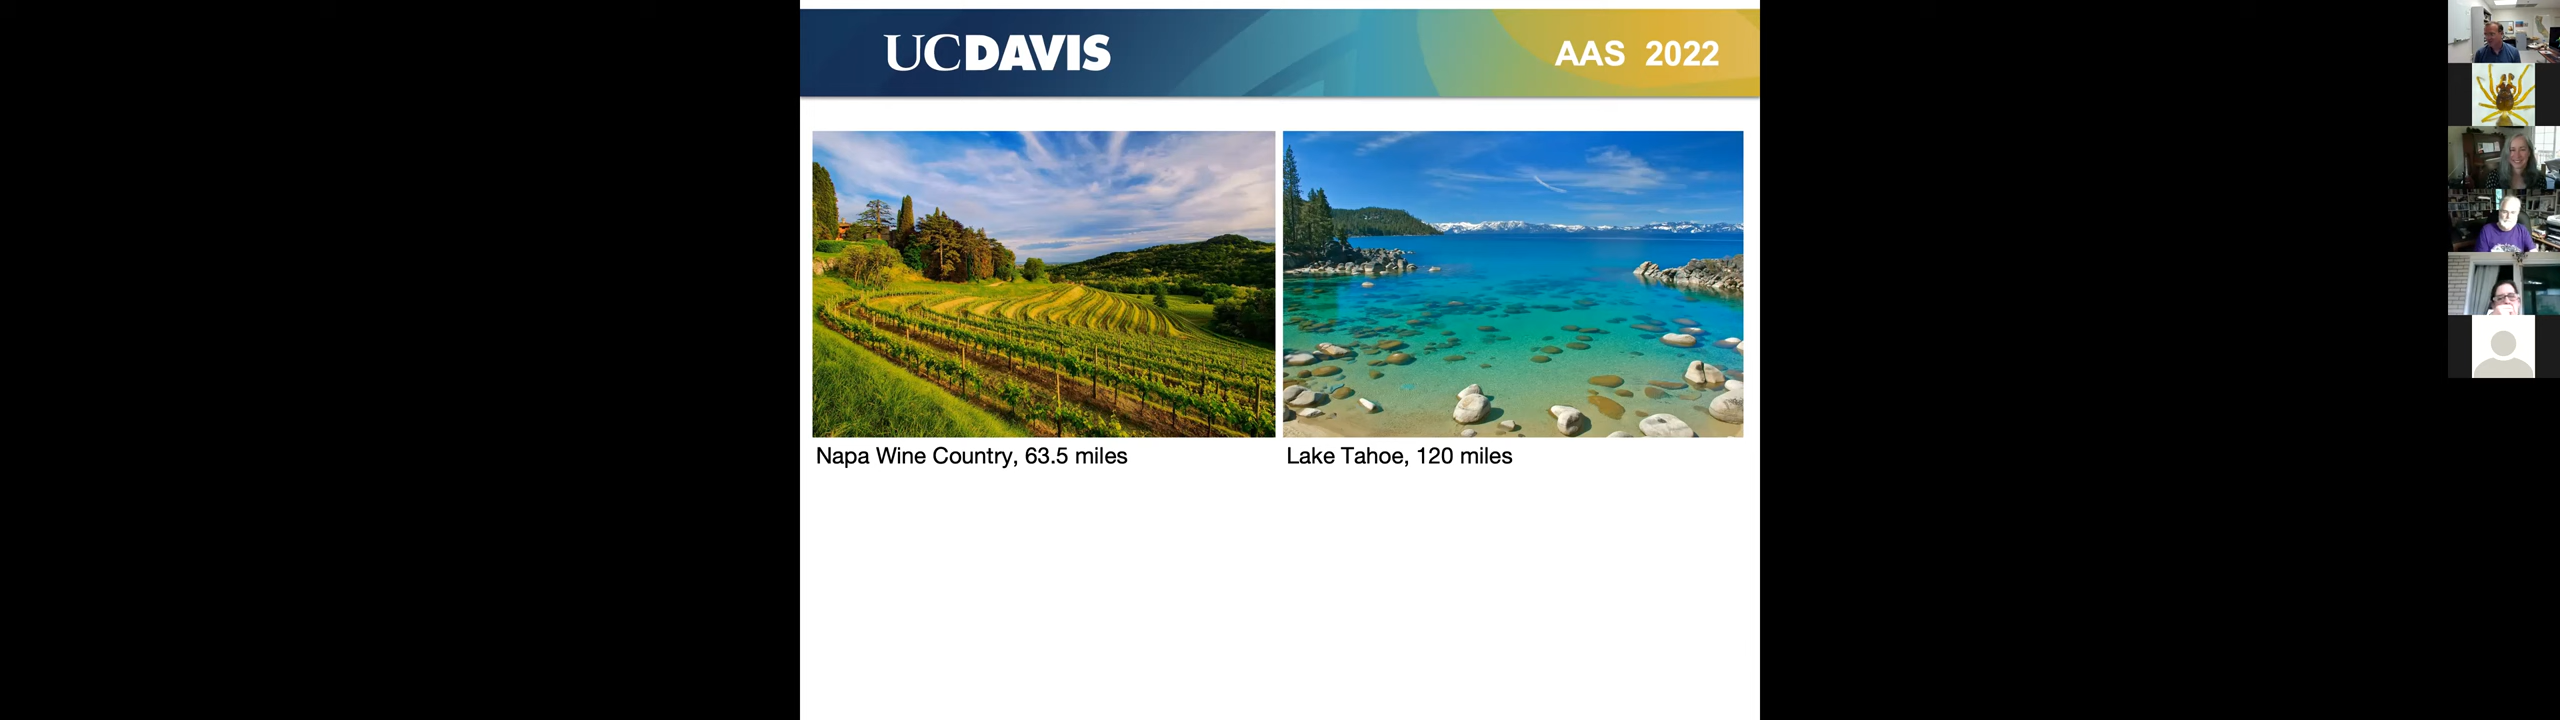 UCDAVIS
AAS 2022
Napa Wine Country, 63.5 miles
Lake Tahoe, 120 miles